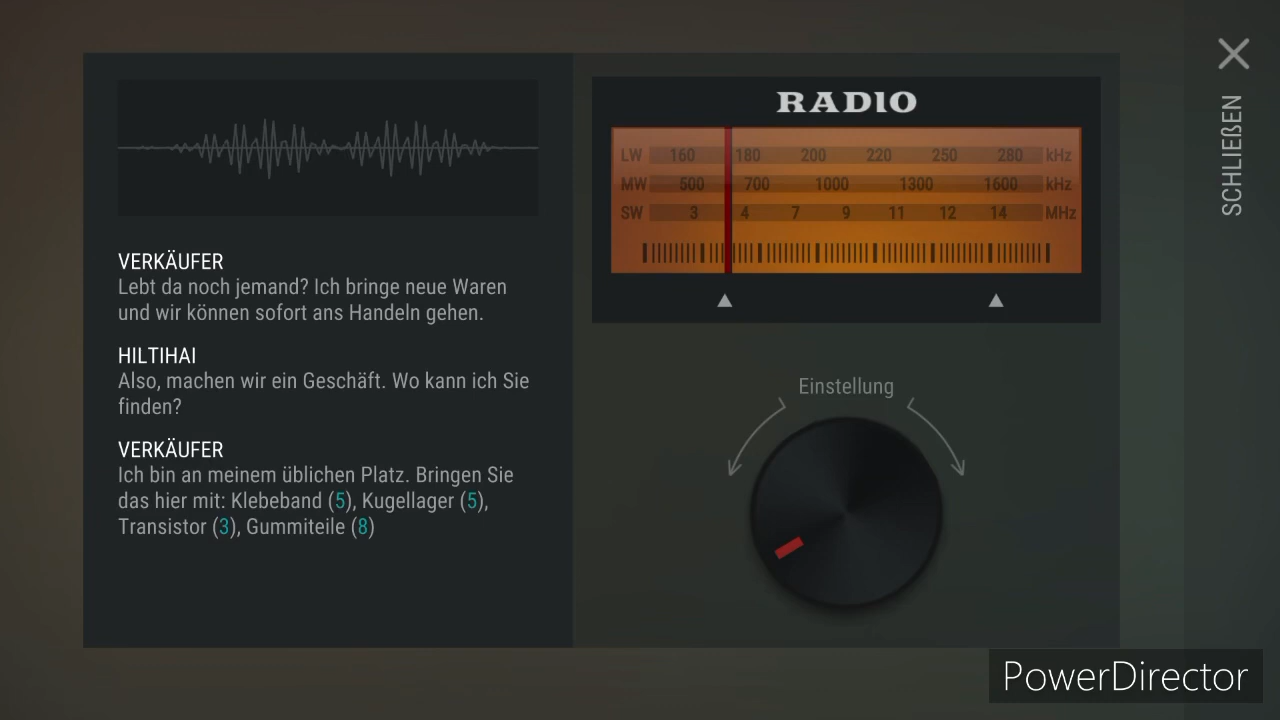 VERKÄUFER
Lebt da noch jemand? Ich bringe neue Waren
und wir können sofort ans Handeln gehen.
HILTIHAI
Also, machen wir ein Geschäft. Wo kann ich Sie
finden?
VERKÄUFER
Ich bin an meinem üblichen Platz. Bringen Sie
das hier mit: Klebeband (5), Kugellager (5),
Transistor (3), Gummiteile (8)
RADIO
LW 160 180 200 220 250 280 kHz
MW 500 700 1000 1300 1600 kHz
SW 3 4 7 9 11 12 14 MHz
Einstellung
SCHLIEẞEN
PowerDirector